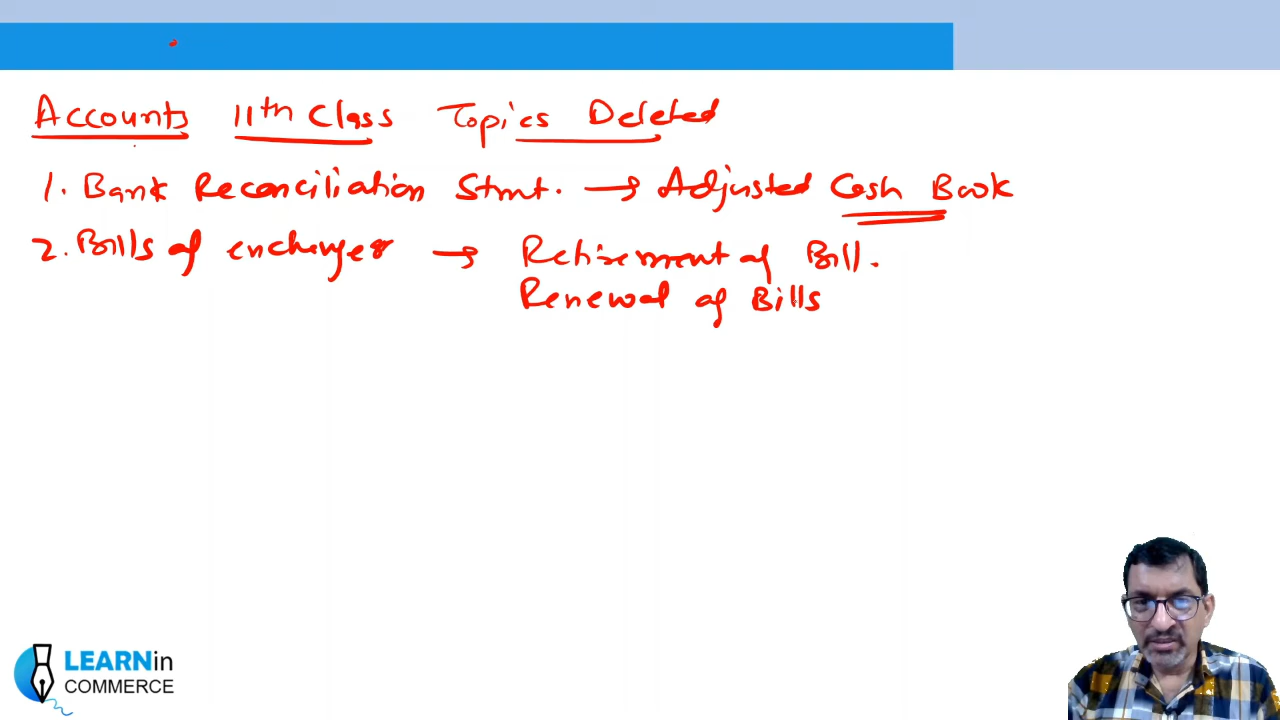 Accounts 11th Class Topics Deleted
1. Bank Reconciliation Stmt. → Adjusted Cash Book
2. Bills of exchanges → Retirement of Bill.
Renewal of Bills
LEARNin
COMMERCE